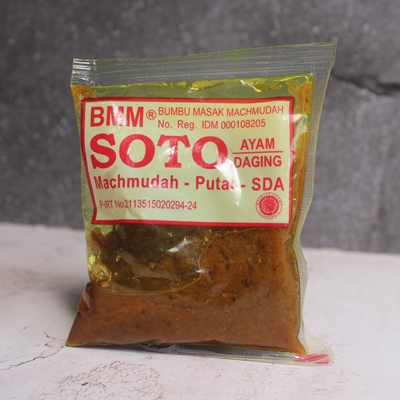 BMM® BUMBU MASAK MACHMUDAH
No. Reg. IDM 000108205
SOTO AYAM
DAGING
Machmudah - Putat - SDA
P-IRT No.2113515020294-24